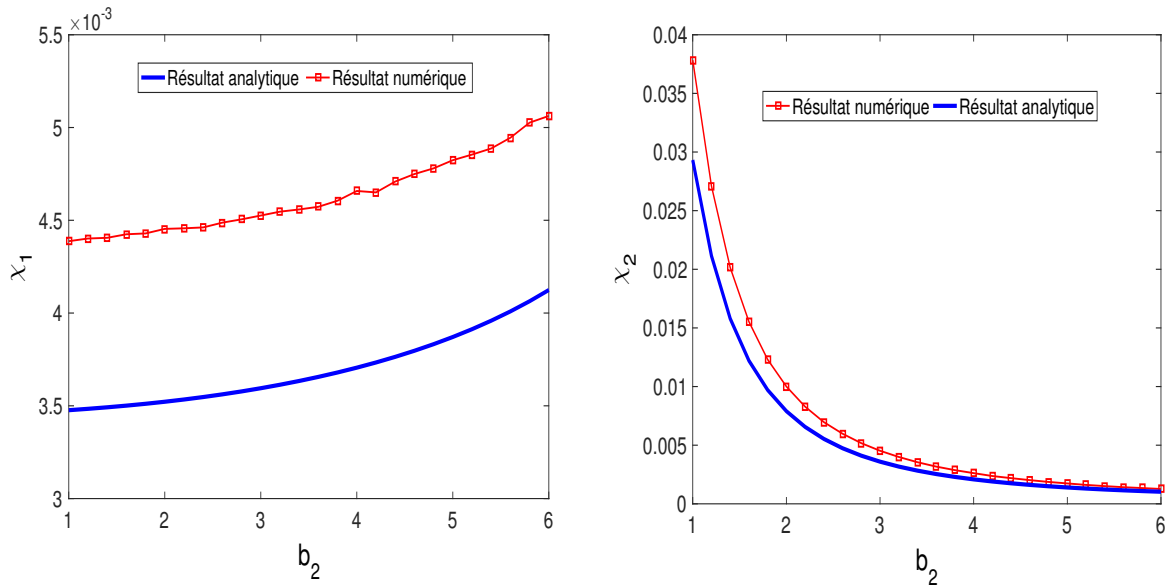 ×10⁻³
5.5
5
4.5
4
3.5
3
Résultat analytique Résultat numérique
χ₁
1 2 3 4 5 6
b₂
0.04
0.035
0.03
0.025
0.02
0.015
0.01
0.005
0
Résultat numérique Résultat analytique
χ₂
1 2 3 4 5 6
b₂